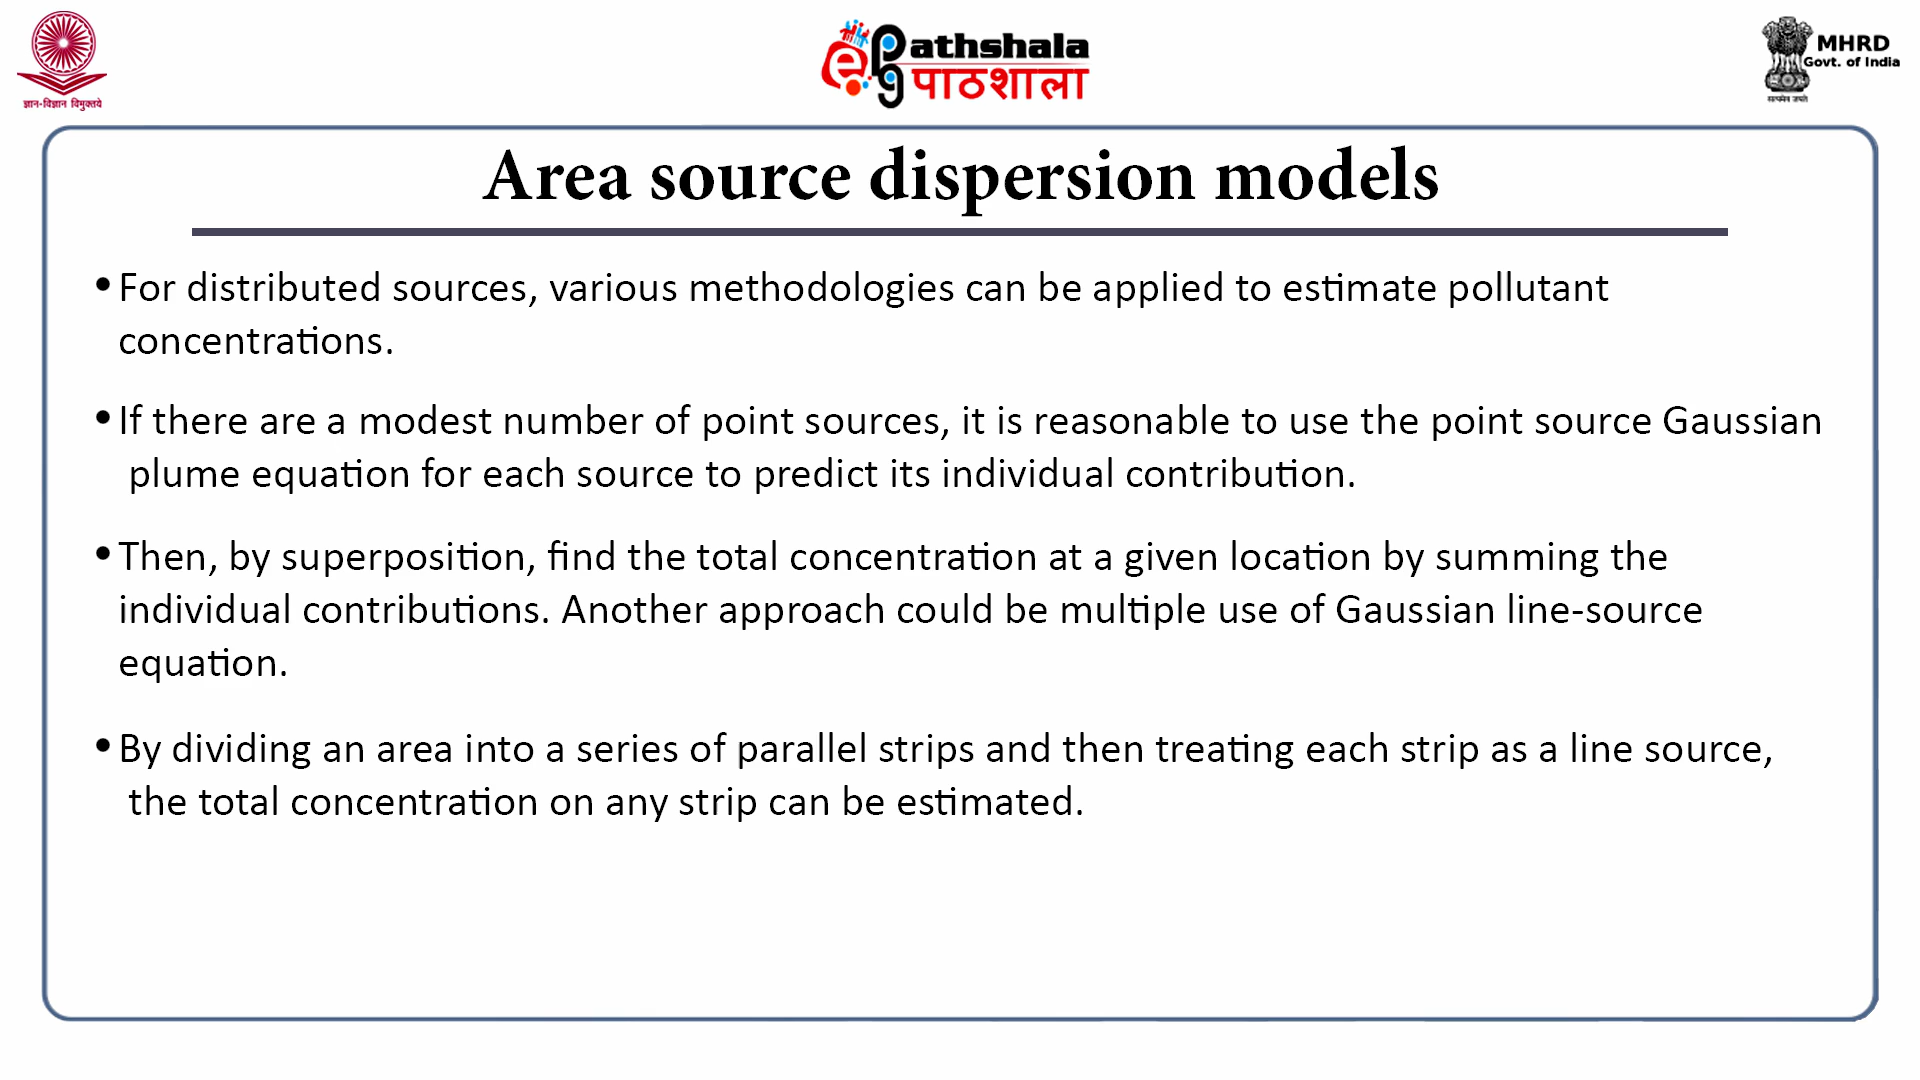 ज्ञान-विज्ञान विमुक्तये
ePathshala
पाठशाला
MHRD
Govt. of India
सत्यमेव जयते
Area source dispersion models
•For distributed sources, various methodologies can be applied to estimate pollutant
concentrations.
•If there are a modest number of point sources, it is reasonable to use the point source Gaussian
plume equation for each source to predict its individual contribution.
•Then, by superposition, find the total concentration at a given location by summing the
individual contributions. Another approach could be multiple use of Gaussian line-source
equation.
•By dividing an area into a series of parallel strips and then treating each strip as a line source,
the total concentration on any strip can be estimated.